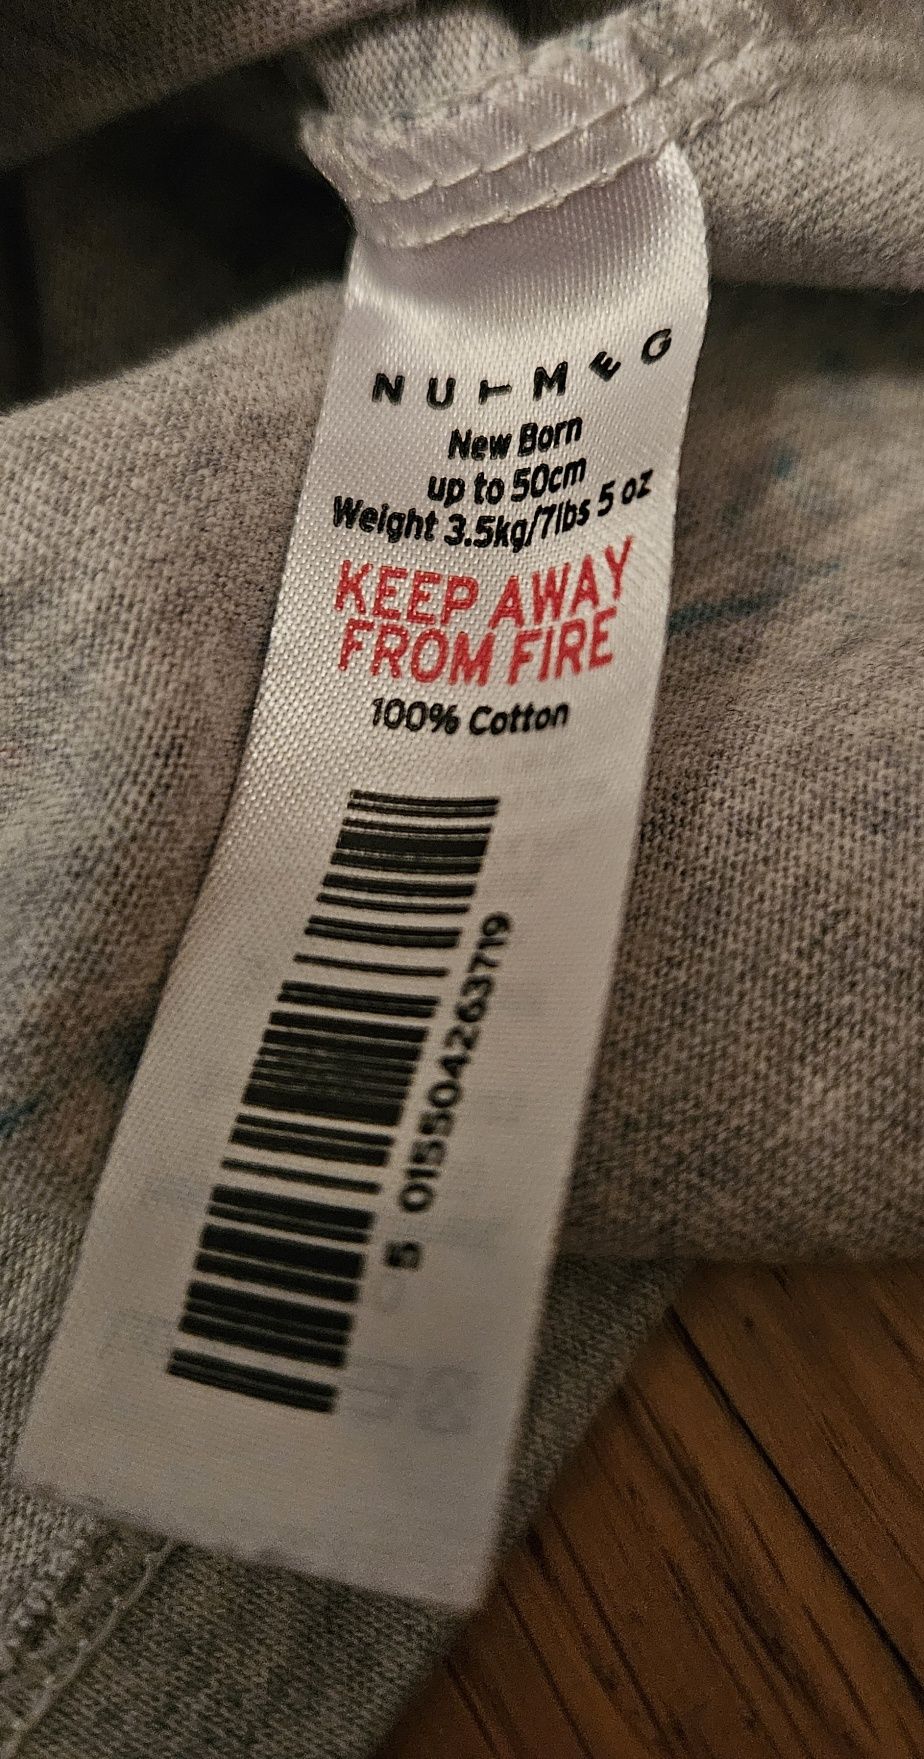 NUTMEG
New Born
up to 50cm
Weight 3.5kg/7lbs 5 oz
KEEP AWAY
FROM FIRE
100% Cotton
5 015504263719